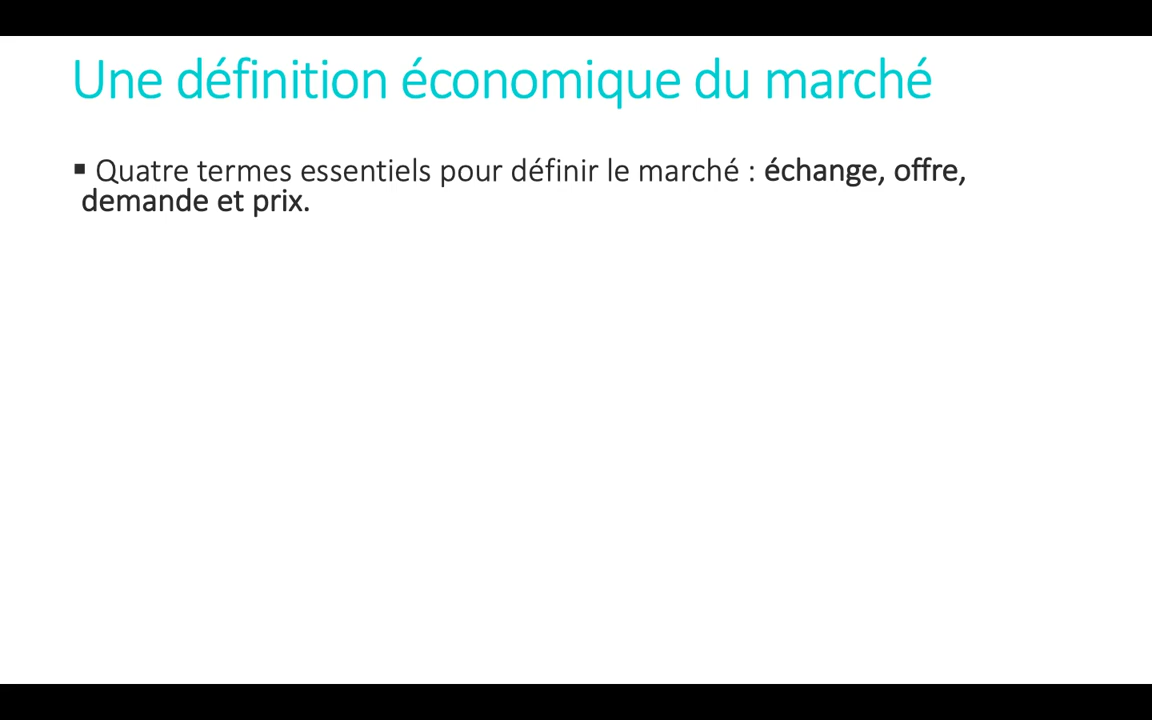 Une définition économique du marché
▪ Quatre termes essentiels pour définir le marché : échange, offre,
demande et prix.